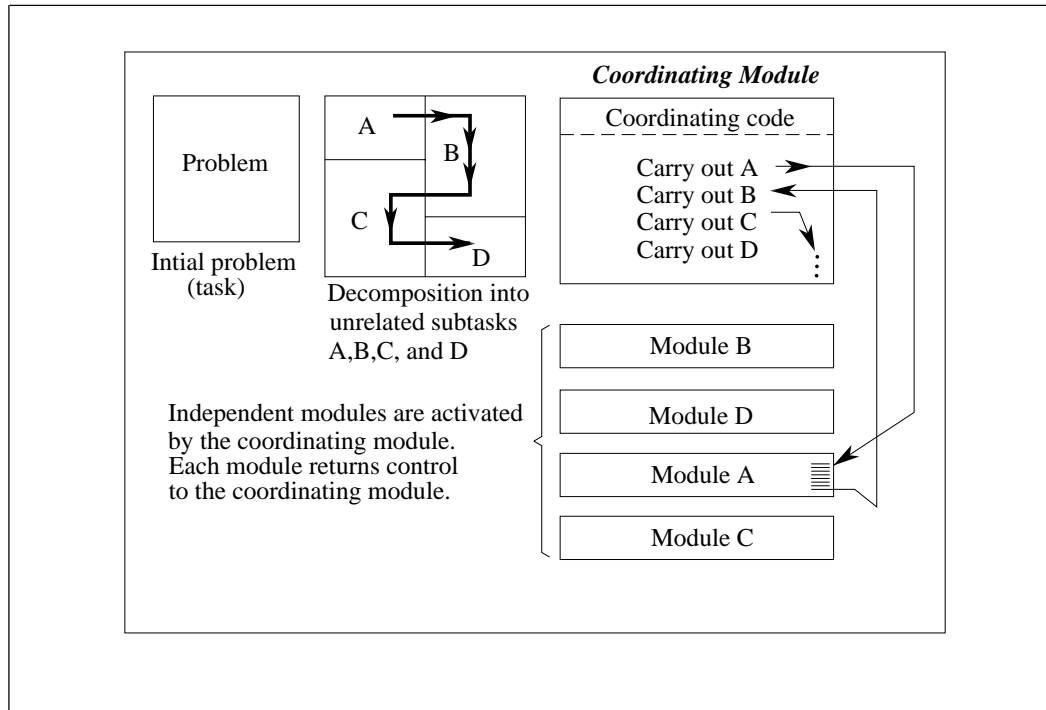 Coordinating Module
Problem
Intial problem
(task)
A
B
C
D
Decomposition into
unrelated subtasks
A,B,C, and D
Coordinating code
Carry out A
Carry out B
Carry out C
Carry out D
Independent modules are activated
by the coordinating module.
Each module returns control
to the coordinating module.
Module B
Module D
Module A
Module C